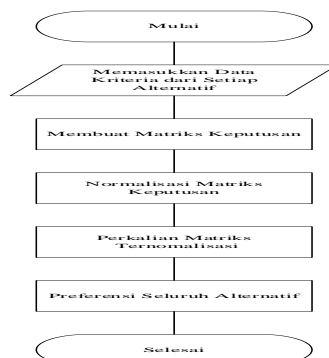 Mulai
Memasukkan Data
Kriteria dari Setiap
Alternatif
Membuat Matriks Keputusan
Normalisasi Matriks
Keputusan
Perkalian Matriks
Ternomalisasi
Preferensi Seluruh Alternatif
Selesai